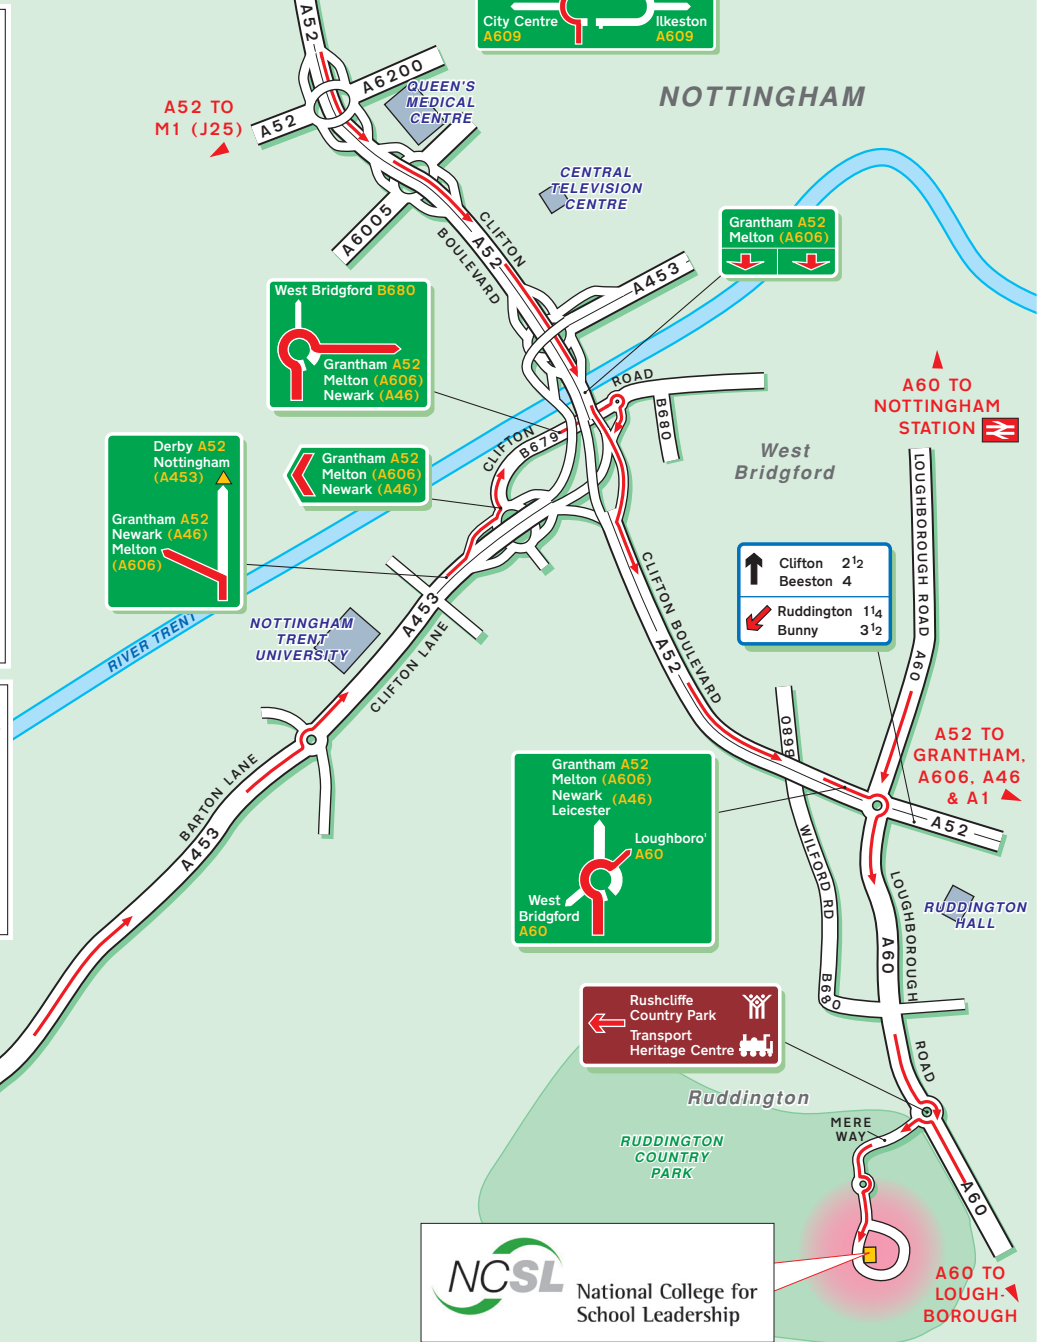 A52
City Centre
A609
Ilkeston
A609
A6200
A52
A52 TO
M1 (J25)
QUEEN'S
MEDICAL
CENTRE
NOTTINGHAM
CENTRAL
TELEVISION
CENTRE
A6005
CLIFTON
A52
BOULEVARD
Grantham A52
Melton (A606)
A453
West Bridgford B680
Grantham A52
Melton (A606)
Newark (A46)
ROAD
B680
CLIFTON
B679
A60 TO
NOTTINGHAM
STATION
West
Bridgford
Derby A52
Nottingham
(A453)
Grantham A52
Newark (A46)
Melton
(A606)
Grantham A52
Melton (A606)
Newark (A46)
LOUGHBOROUGH ROAD
A60
Clifton 2½
Beeston 4
Ruddington 1¼
Bunny 3½
CLIFTON BOULEVARD
A52
A453
CLIFTON LANE
NOTTINGHAM
TRENT
UNIVERSITY
RIVER TRENT
B680
A52 TO
GRANTHAM,
A606, A46
& A1
BARTON LANE
A453
Grantham A52
Melton (A606)
Newark (A46)
Leicester
Loughboro'
A60
West
Bridgford
A60
A52
WILFORD RD
B680
LOUGHBOROUGH
A60
RUDDINGTON
HALL
Rushcliffe
Country Park
Transport
Heritage Centre
ROAD
Ruddington
MERE
WAY
RUDDINGTON
COUNTRY
PARK
A60
NCSL
National College for
School Leadership
A60 TO
LOUGH-
BOROUGH